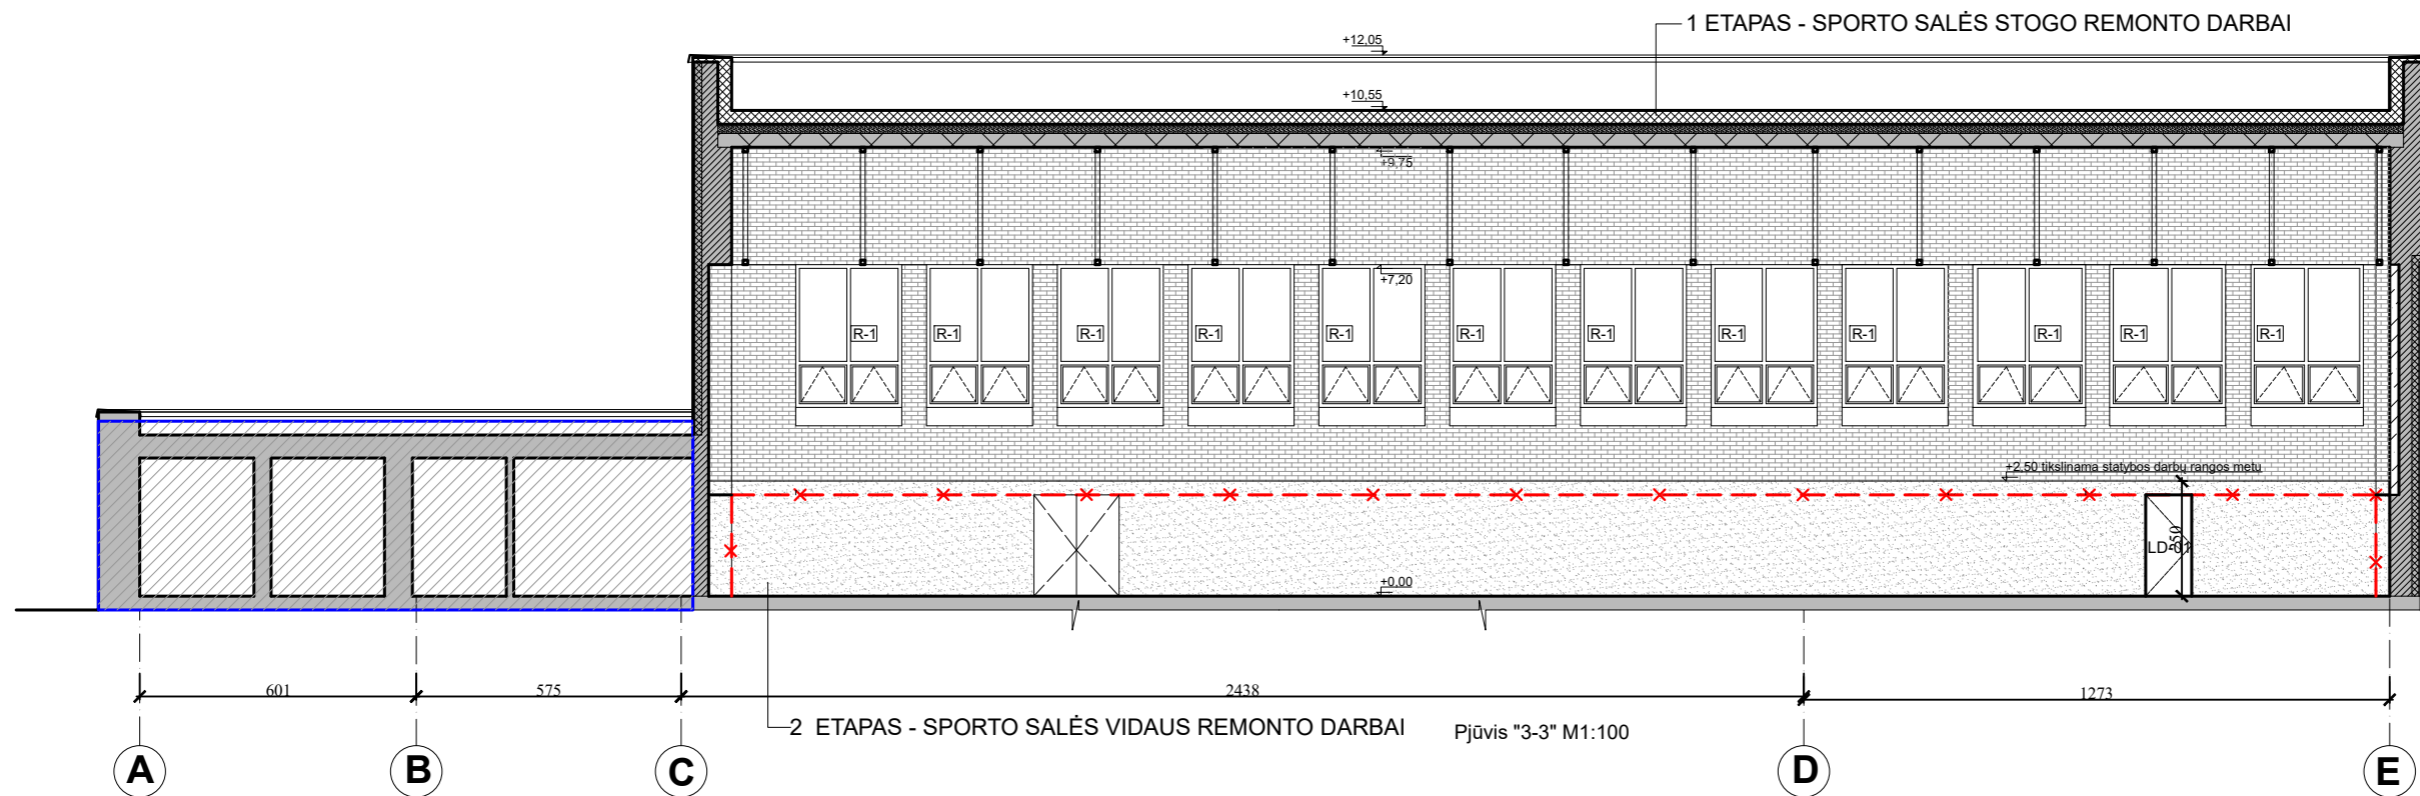 1 ETAPAS - SPORTO SALĖS STOGO REMONTO DARBAI
+12,05
+10,55
+9,75
+7,20
R-1 R-1 R-1 R-1 R-1 R-1 R-1 R-1 R-1 R-1 R-1 R-1
+2,50 tikslinama statybos darbų rangos metu
LD-01
+0,00
601 575 2438 1273
2 ETAPAS - SPORTO SALĖS VIDAUS REMONTO DARBAI
Pjūvis "3-3" M1:100
A B C D E